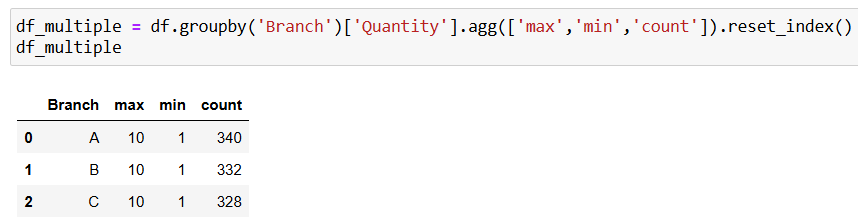 df_multiple = df.groupby('Branch')['Quantity'].agg(['max','min','count']).reset_index()
df_multiple
Branch max min count
0 A 10 1 340
1 B 10 1 332
2 C 10 1 328